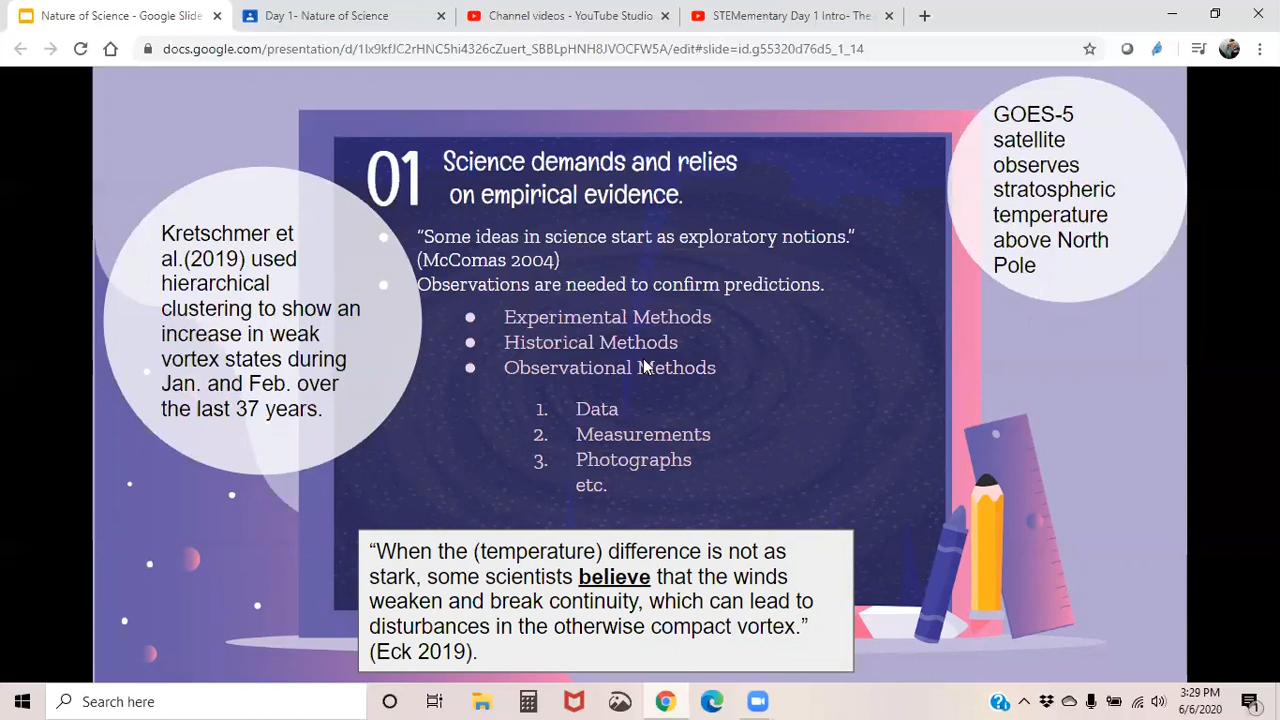 Nature of Science - Google Slide
Day 1- Nature of Science
Channel videos - YouTube Studio
STEMementary Day 1 Intro- The
docs.google.com/presentation/d/1Ix9kfJC2rHNC5hi4326cZuert_SBBLpHNH8JVOCFW5A/edit#slide=id.g55320d76d5_1_14
GOES-5
satellite
observes
stratospheric
temperature
above North
Pole
01
Science demands and relies
on empirical evidence.
Kretschmer et
al.(2019) used
hierarchical
clustering to show an
increase in weak
vortex states during
Jan. and Feb. over
the last 37 years.
“Some ideas in science start as exploratory notions.”
(McComas 2004)
Observations are needed to confirm predictions.
Experimental Methods
Historical Methods
Observational Methods
1. Data
2. Measurements
3. Photographs
etc.
“When the (temperature) difference is not as
stark, some scientists believe that the winds
weaken and break continuity, which can lead to
disturbances in the otherwise compact vortex.”
(Eck 2019).
Search here
3:29 PM
6/6/2020